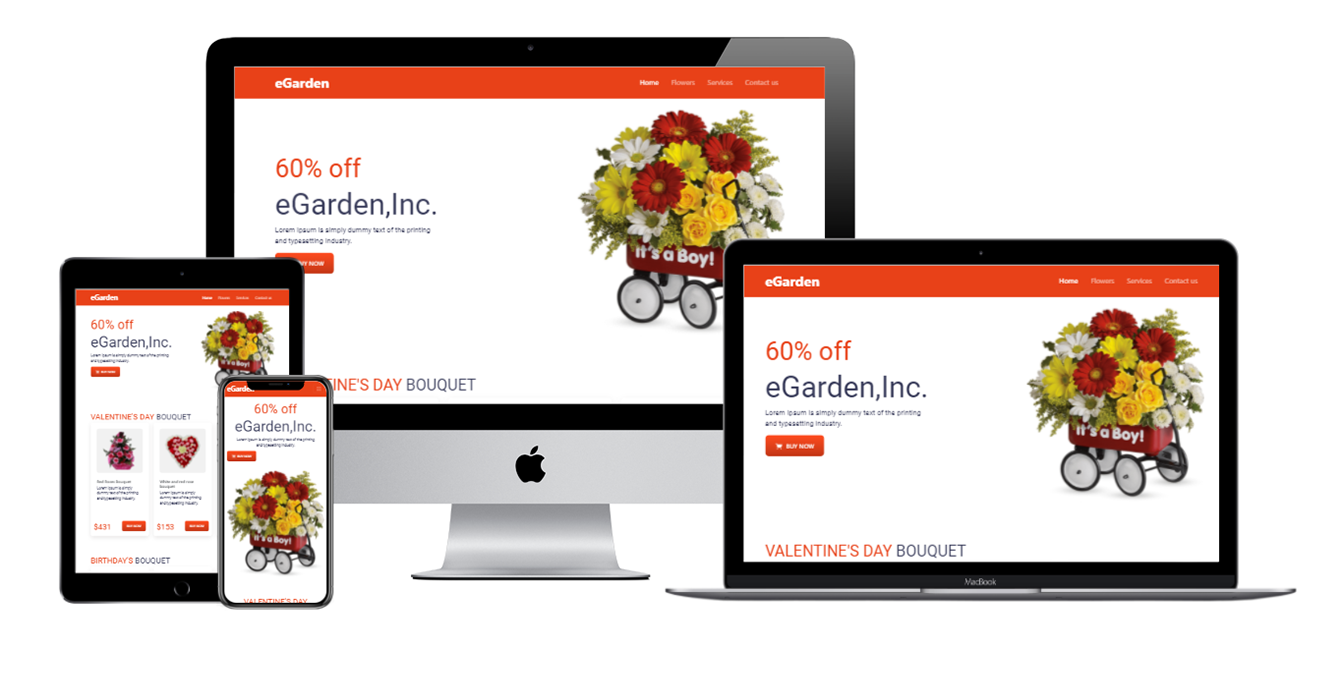 eGarden
Home Flowers Services Contact us
60% off
eGarden,Inc.
Lorem Ipsum is simply dummy text of the printing
and typesetting industry.
BUY NOW
It's a Boy!
INE'S DAY BOUQUET
eGarden
Home Flowers Services Contact us
60% off
eGarden,Inc.
Lorem Ipsum is simply dummy text of the printing
and typesetting industry.
BUY NOW
It's a Boy!
VALENTINE'S DAY BOUQUET
MacBook
eGarden
Home Flowers Services Contact us
60% off
eGarden,Inc.
Lorem Ipsum is simply dummy text of the printing
and typesetting industry.
BUY NOW
It's a Boy!
VALENTINE'S DAY BOUQUET
Lorem Ipsum is simply
dummy text of the printing
and typesetting industry.
$431 BUY NOW
White and red rose
bouquet
Lorem Ipsum is simply
dummy text of the printing
and typesetting industry.
$153 BUY NOW
BIRTHDAY'S BOUQUET
eGarden
60% off
eGarden,Inc.
Lorem Ipsum is simply dummy text of the printing
and typesetting industry.
BUY NOW
It's a Boy!
VALENTINE'S DAY